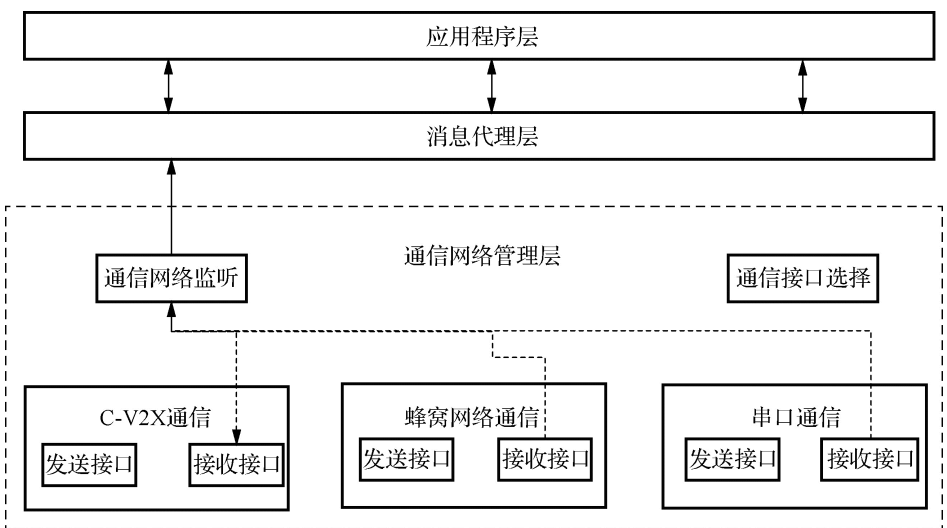 应用程序层
消息代理层
通信网络管理层
通信网络监听
通信接口选择
C-V2X通信
发送接口
接收接口
蜂窝网络通信
发送接口
接收接口
串口通信
发送接口
接收接口